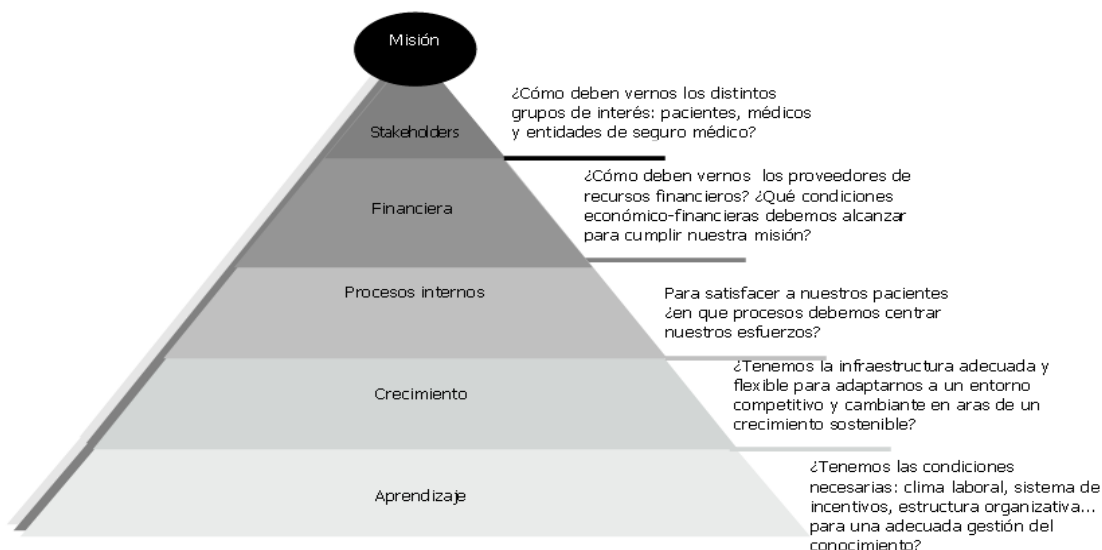 Misión
¿Cómo deben vernos los distintos
grupos de interés: pacientes, médicos
y entidades de seguro médico?
Stakeholders
¿Cómo deben vernos los proveedores de
recursos financieros? ¿Qué condiciones
económico-financieras debemos alcanzar
para cumplir nuestra misión?
Financiera
Procesos internos
Para satisfacer a nuestros pacientes
¿en que procesos debemos centrar
nuestros esfuerzos?
¿Tenemos la infraestructura adecuada y
flexible para adaptarnos a un entorno
competitivo y cambiante en aras de un
crecimiento sostenible?
Crecimiento
¿Tenemos las condiciones
necesarias: clima laboral, sistema de
incentivos, estructura organizativa...
para una adecuada gestión del
conocimiento?
Aprendizaje